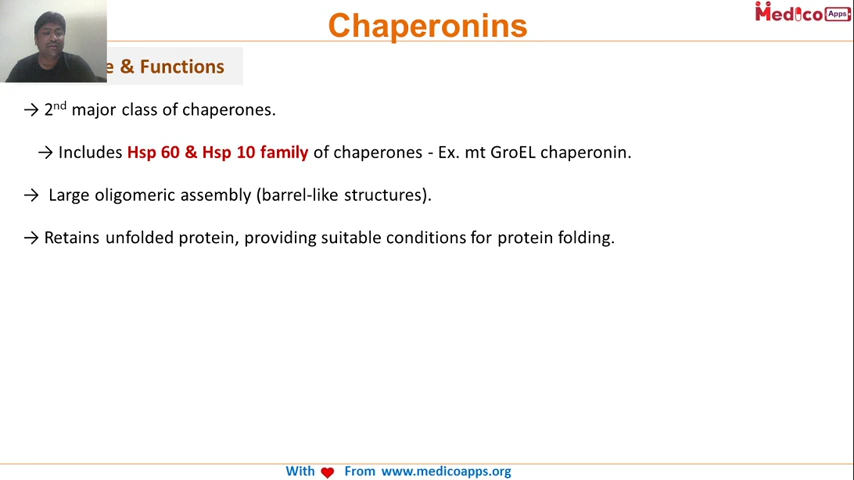 Chaperonins
Medico Apps
e & Functions
→ 2nd major class of chaperones.
→ Includes Hsp 60 & Hsp 10 family of chaperones - Ex. mt GroEL chaperonin.
→ Large oligomeric assembly (barrel-like structures).
→ Retains unfolded protein, providing suitable conditions for protein folding.
With ❤ From www.medicoapps.org